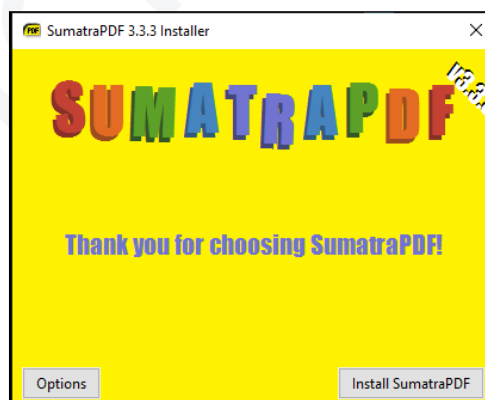 SumatraPDF 3.3.3 Installer
SUMATRAPDF
Thank you for choosing SumatraPDF!
Options
Install SumatraPDF